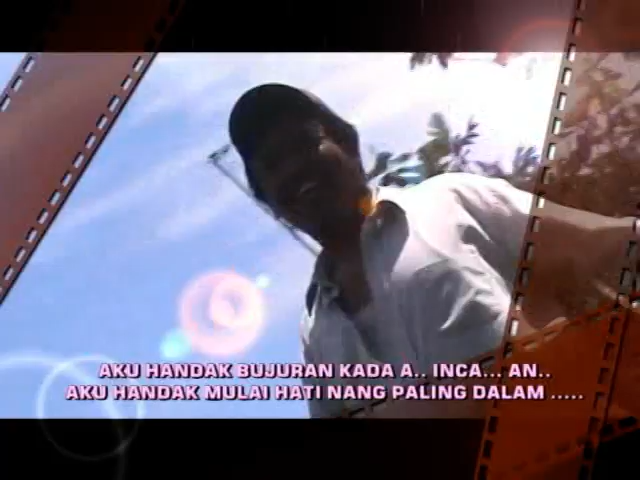 AKU HANDAK BUJURAN KADA A.. INCA... AN..
AKU HANDAK MULAI HATI NANG PALING DALAM .....